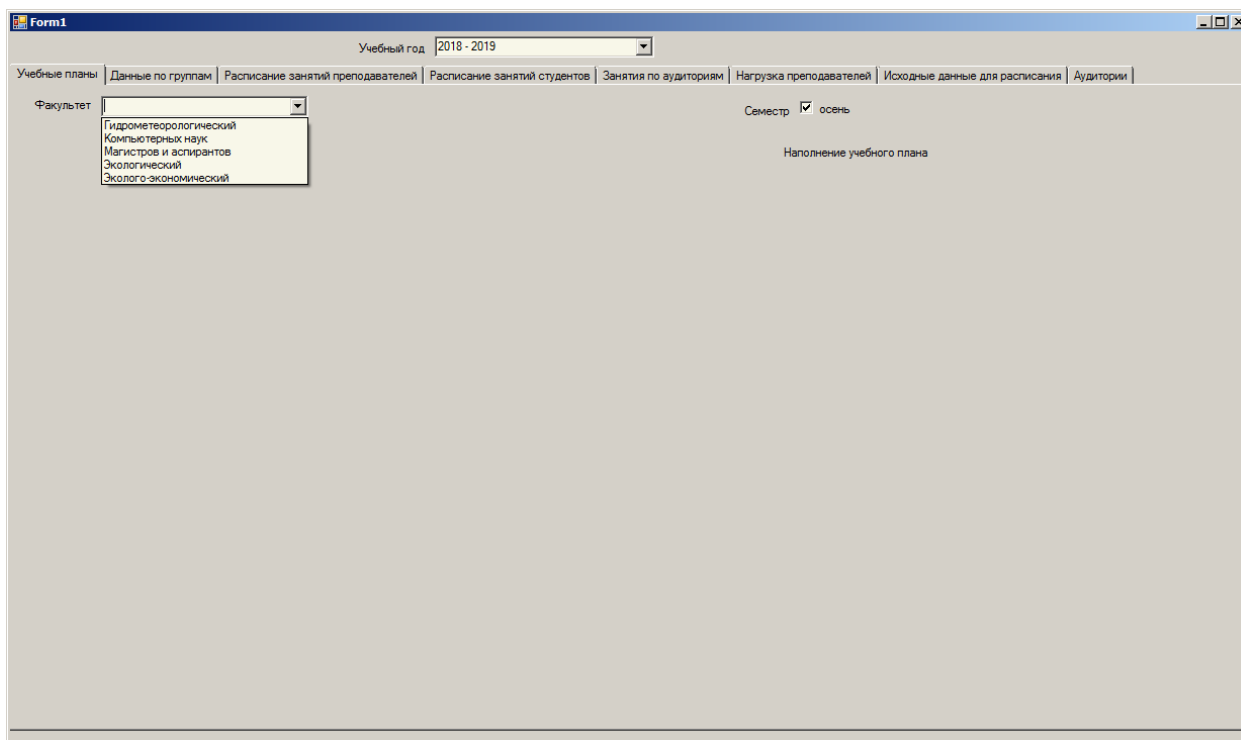 Form1
Учебный год 2018 - 2019
Учебные планы Данные по группам Расписание занятий преподавателей Расписание занятий студентов Занятия по аудиториям Нагрузка преподавателей Исходные данные для расписания Аудитории
Факультет Семестр осень
Гидрометеорологический
Компьютерных наук
Магистров и аспирантов
Экологический
Эколого-экономический
Наполнение учебного плана